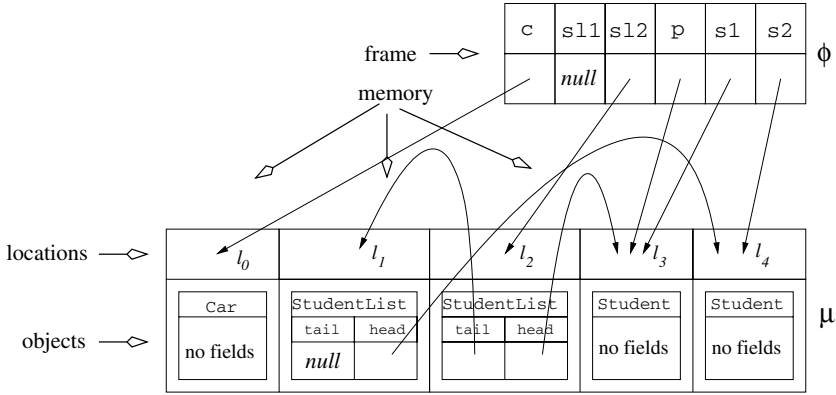 c sl1 sl2 p s1 s2
frame ϕ
null
memory
locations l0 l1 l2 l3 l4
Car StudentList StudentList Student Student
tail head tail head
objects no fields null no fields no fields μ